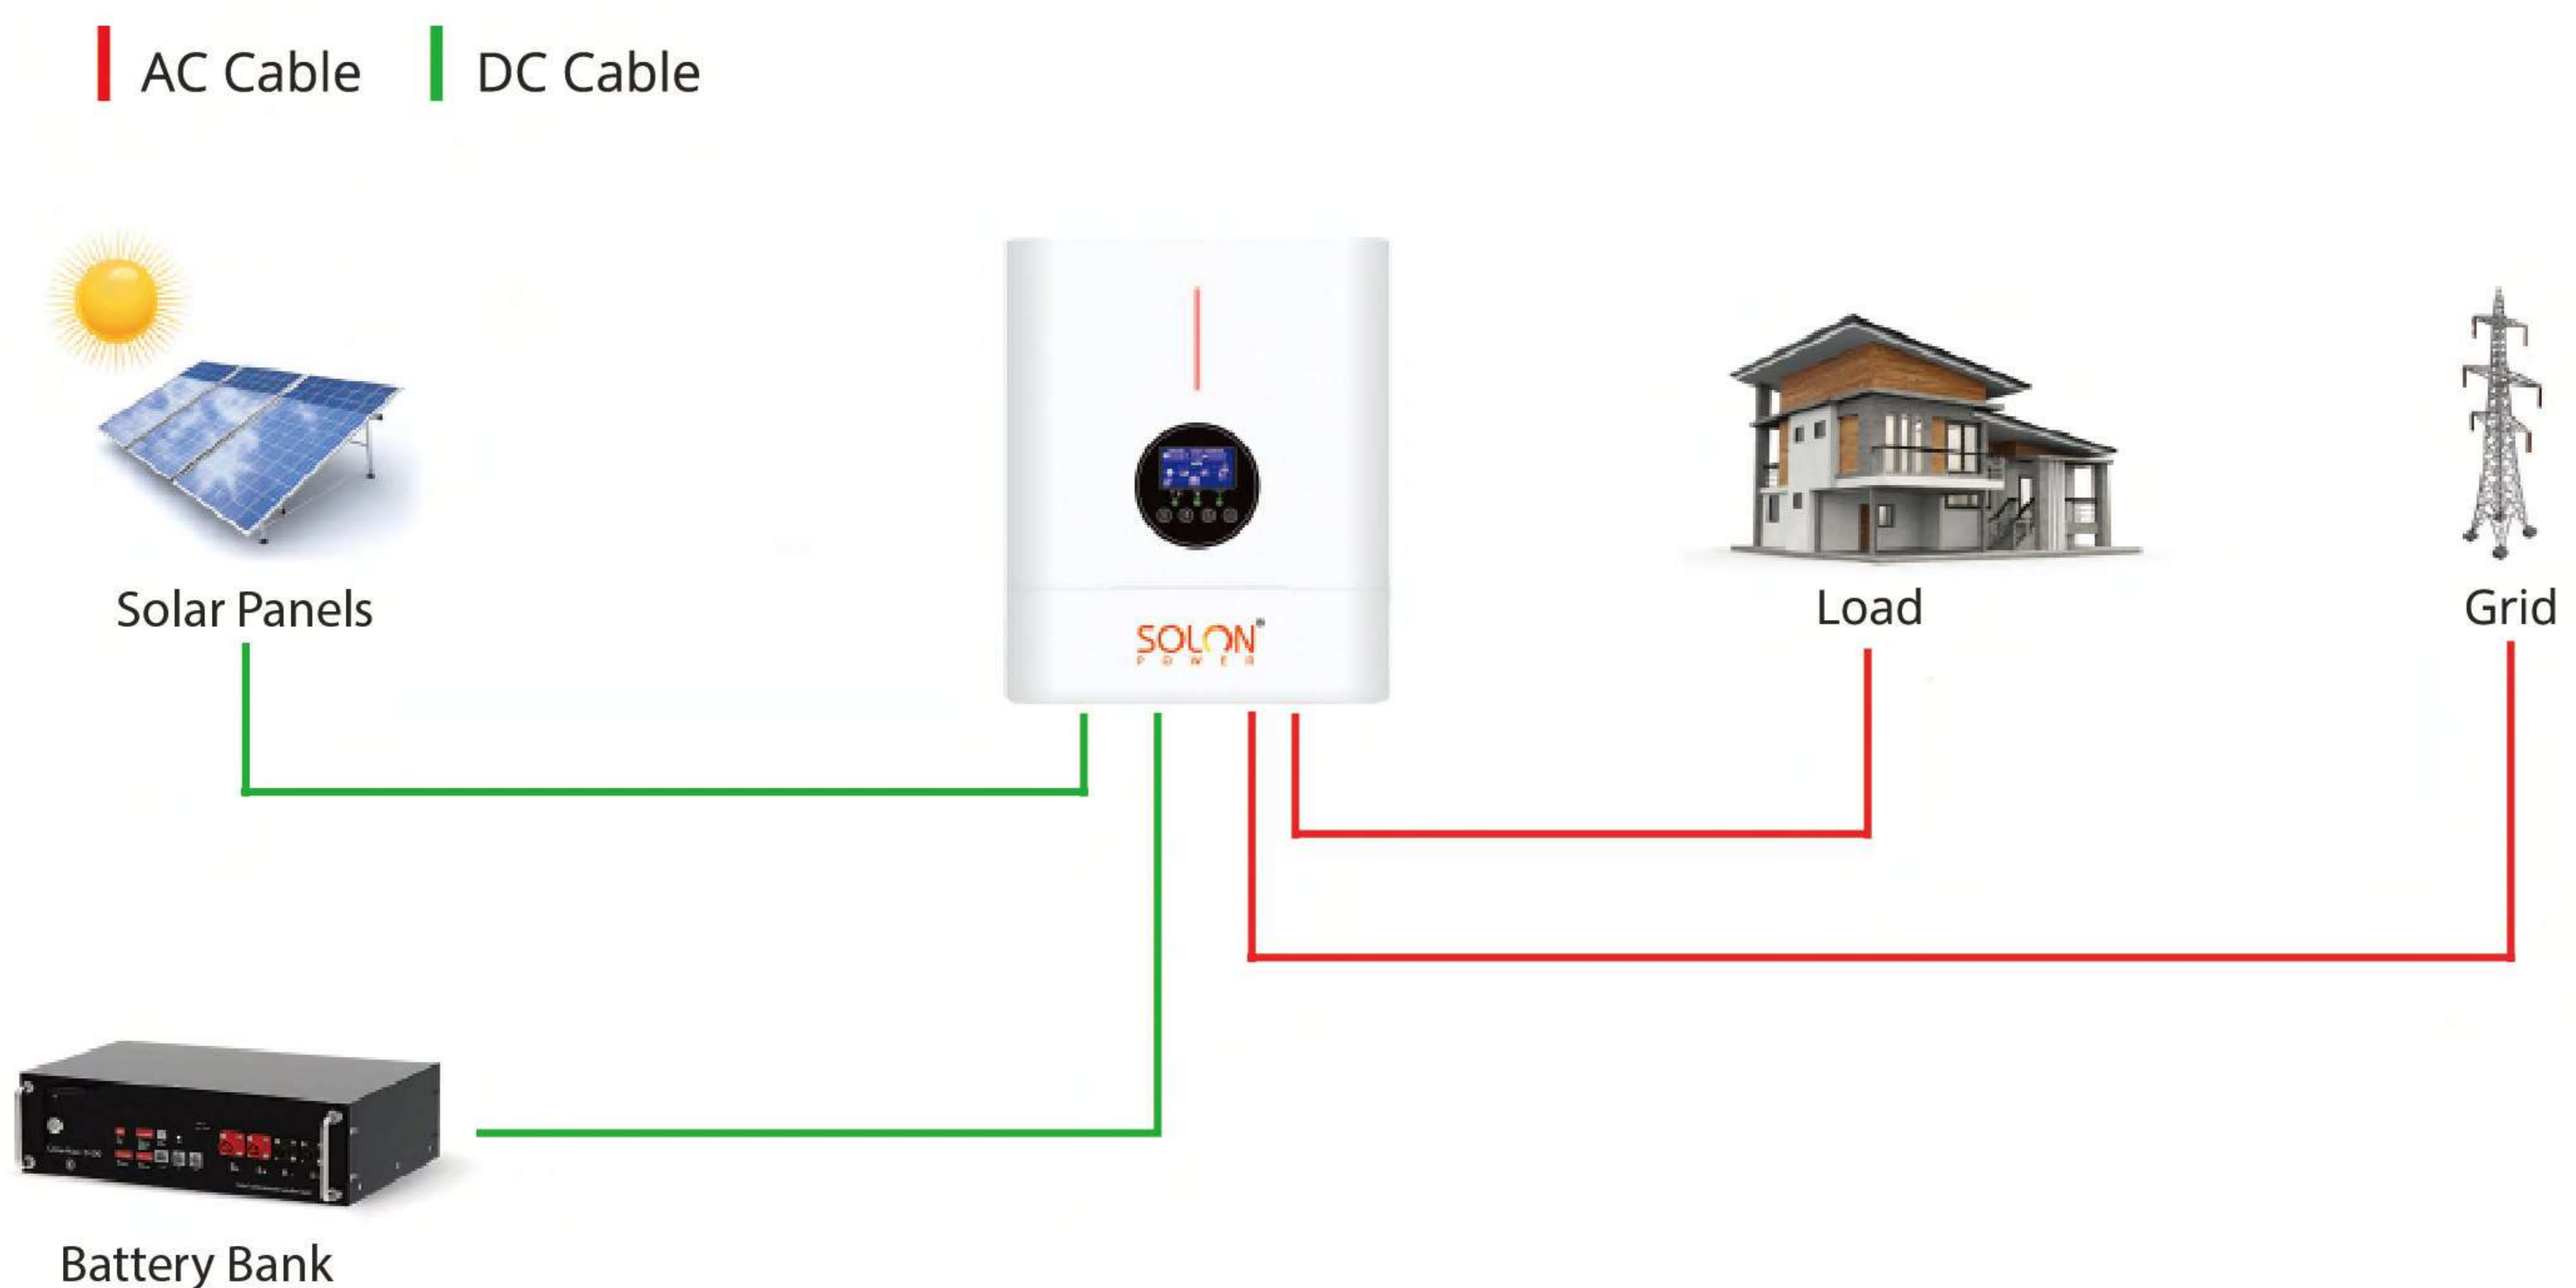 AC Cable
DC Cable
SOLON®
POWER
Solar Panels
Load
Grid
Battery Bank